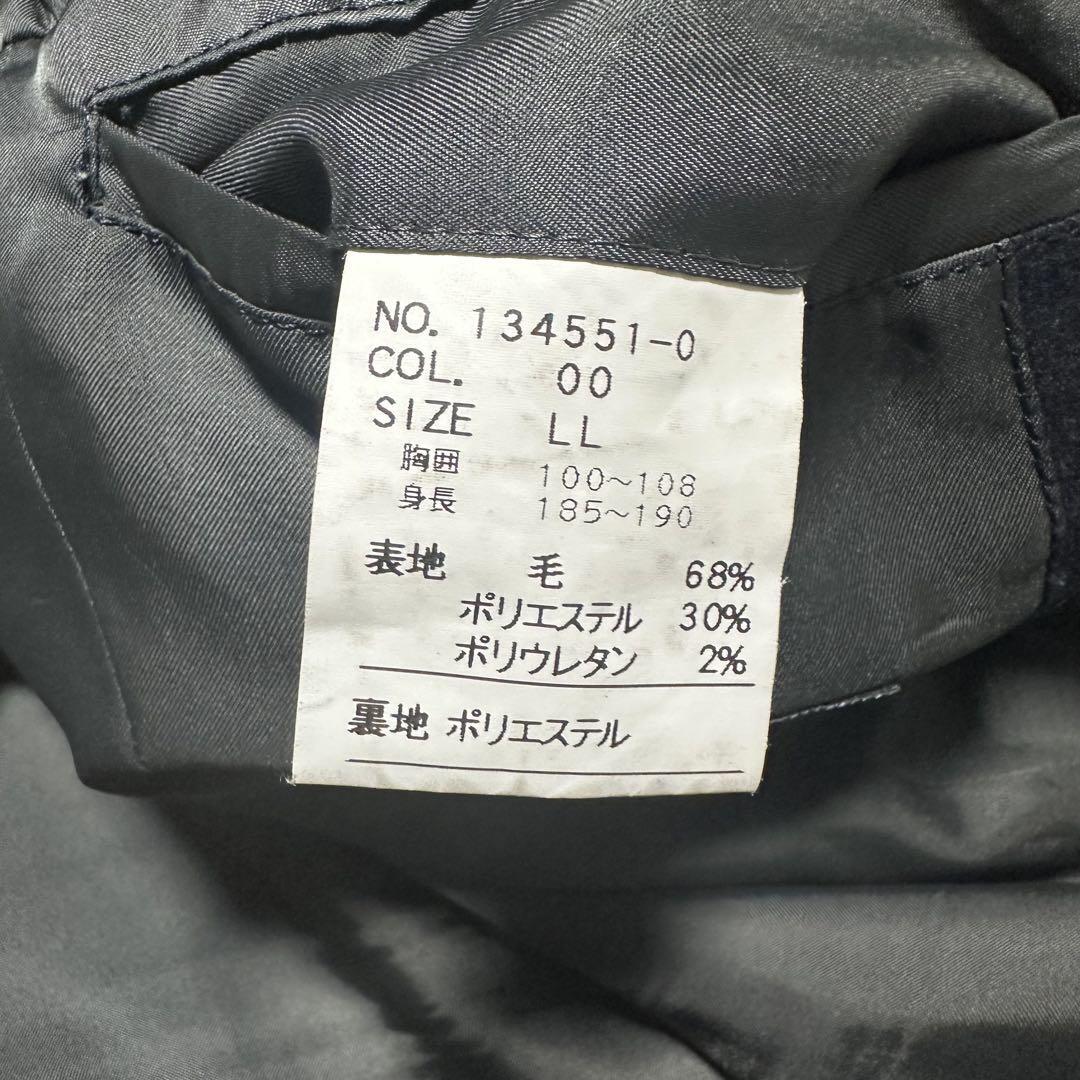 NO. 134551-0
COL. 00
SIZE LL
胸囲 100~108
身長 185~190
表地 毛 68%
ポリエステル 30%
ポリウレタン 2%
裏地 ポリエステル